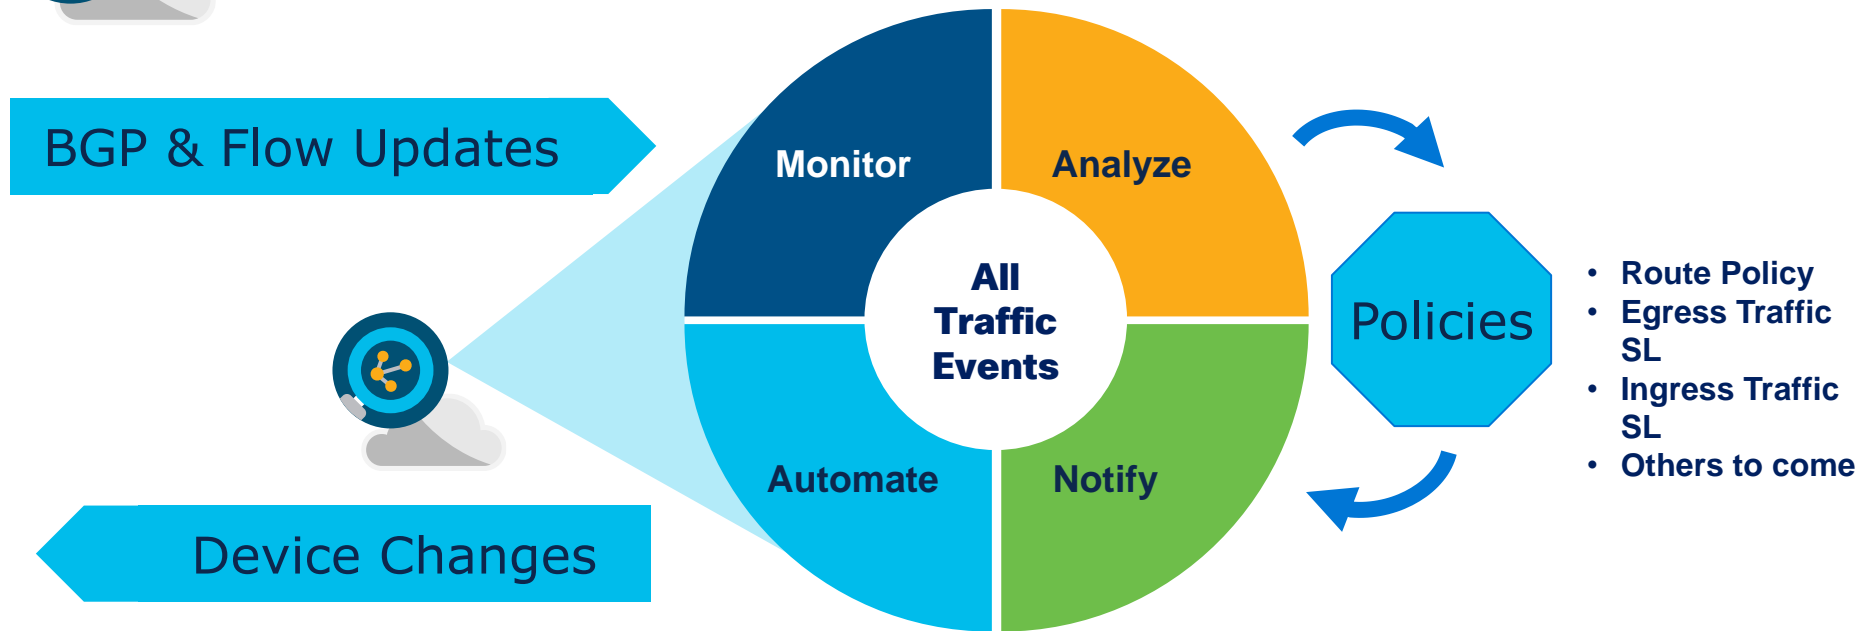 BGP & Flow Updates
Monitor
Analyze
All
Traffic
Events
Policies
• Route Policy
• Egress Traffic
SL
• Ingress Traffic
SL
• Others to come
Automate
Notify
Device Changes